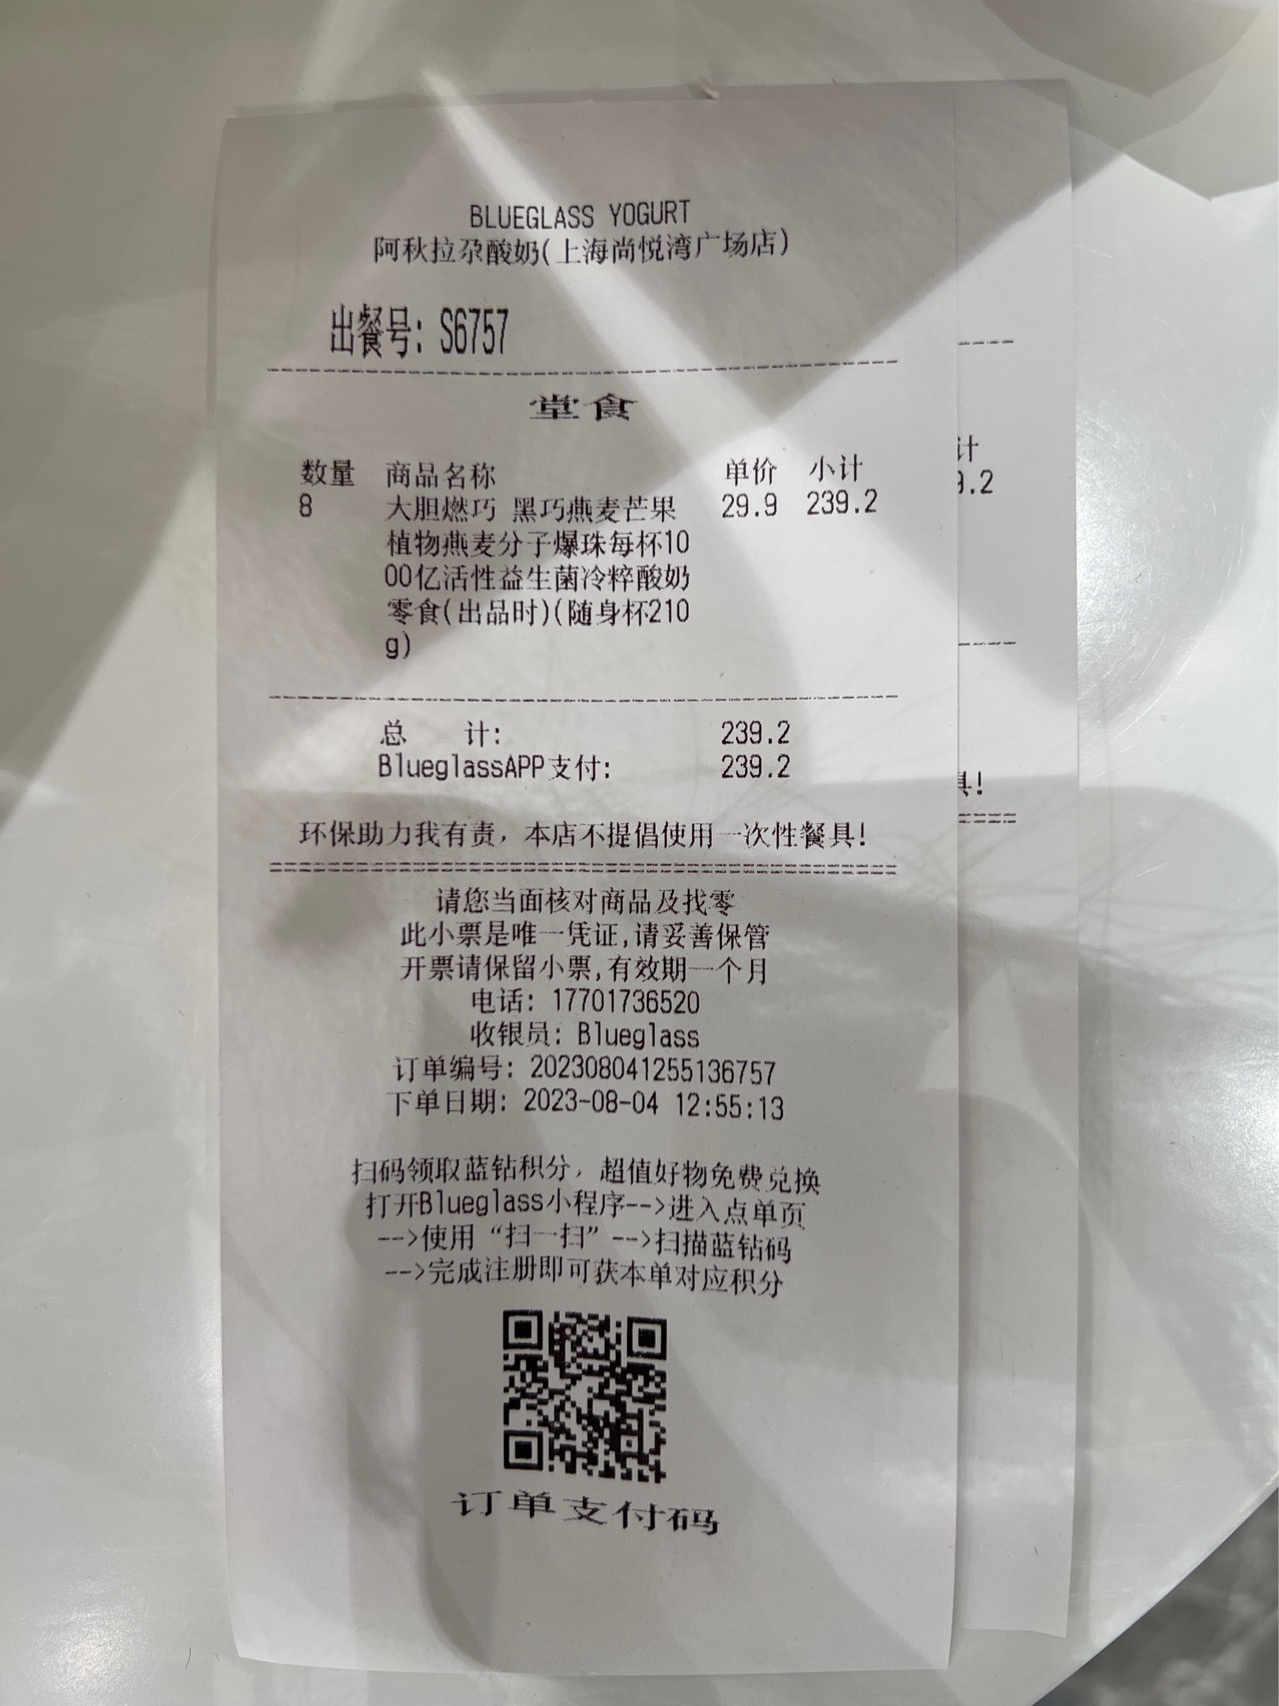 BLUEGLASS YOGURT
阿秋拉尕酸奶(上海尚悦湾广场店)
出餐号: S6757
堂食
数量 商品名称 单价 小计
8 大胆燃巧 黑巧燕麦芒果 29.9 239.2
植物燕麦分子爆珠每杯10
00亿活性益生菌冷粹酸奶
零食(出品时)(随身杯210
g)
总 计: 239.2
BlueglassAPP支付: 239.2
环保助力我有责，本店不提倡使用一次性餐具!
请您当面核对商品及找零
此小票是唯一凭证,请妥善保管
开票请保留小票,有效期一个月
电话: 17701736520
收银员: Blueglass
订单编号: 202308041255136757
下单日期: 2023-08-04 12:55:13
扫码领取蓝钻积分，超值好物免费兑换
打开Blueglass小程序-->进入点单页
-->使用“扫一扫”-->扫描蓝钻码
-->完成注册即可获本单对应积分
订单支付码
计
9.2
具!